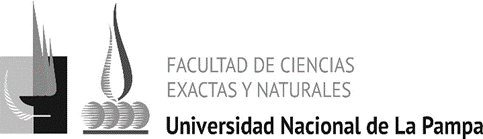 FACULTAD DE CIENCIAS
EXACTAS Y NATURALES
Universidad Nacional de La Pampa